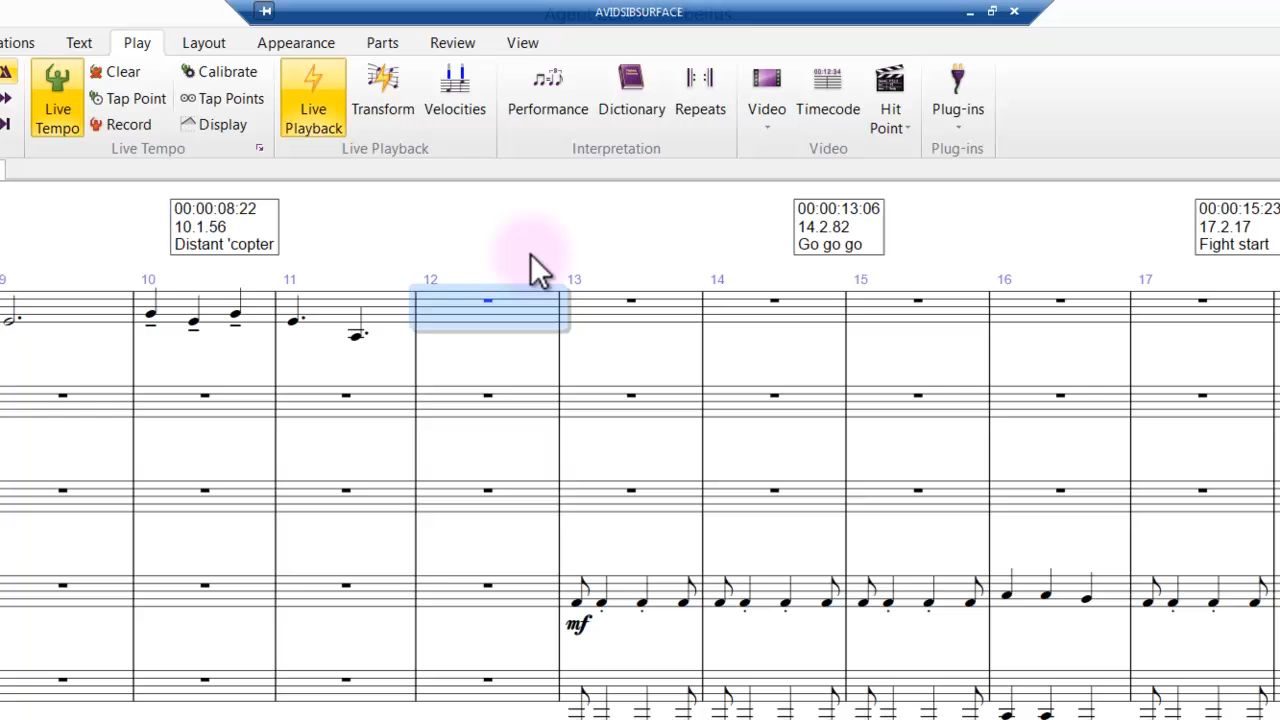 AVIDSIBSURFACE
ations Text Play Layout Appearance Parts Review View
Live Tempo
Clear
Tap Point
Record
Calibrate
Tap Points
Display
Live Tempo
Live Playback
Transform
Velocities
Live Playback
Performance
Dictionary
Repeats
Interpretation
Video
Timecode
Hit Point
Video
Plug-ins
Plug-ins
00:00:08:22
10.1.56
Distant 'copter
00:00:13:06
14.2.82
Go go go
00:00:15:23
17.2.17
Fight start
9 10 11 12 13 14 15 16 17
mf